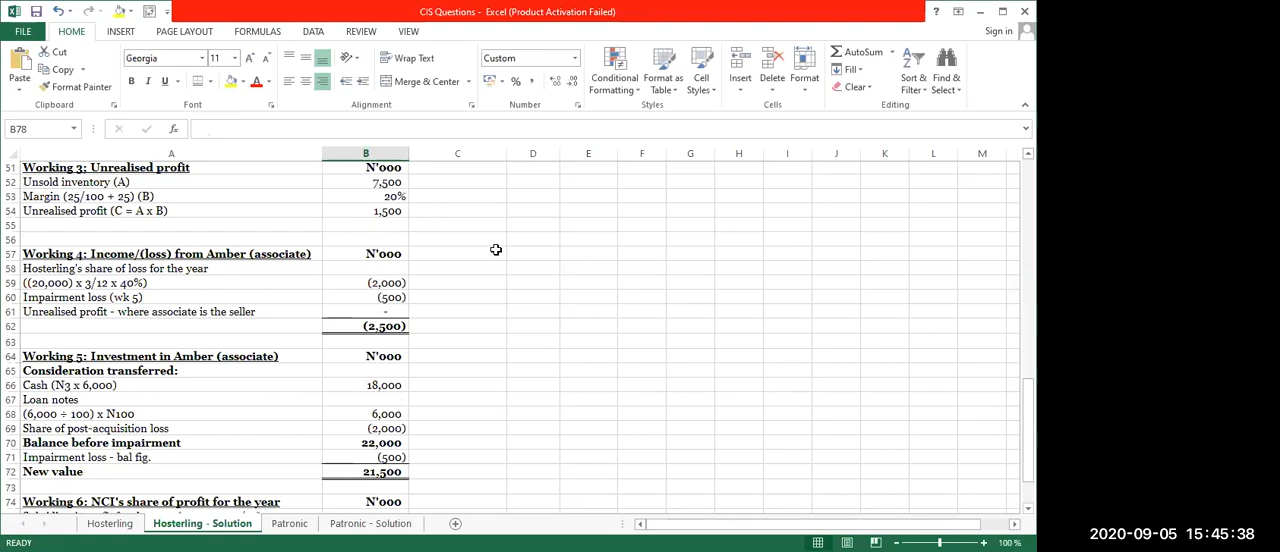 CIS Questions - Excel (Product Activation Failed)
FILE HOME INSERT PAGE LAYOUT FORMULAS DATA REVIEW VIEW Sign in
Paste Cut Copy Format Painter Clipboard
Georgia 11 Font
Wrap Text Merge & Center Alignment
Custom Number
Conditional Formatting Format as Table Cell Styles Styles
Insert Delete Format Cells
AutoSum Fill Clear Sort & Filter Find & Select Editing
B78
A B C D E F G H I J K L M
51 Working 3; Unrealised profit N'000
52 Unsold inventory (A) 7,500
53 Margin (25/100 + 25) (B) 20%
54 Unrealised profit (C = A x B) 1,500
55
56
57 Working 4: Income/(loss) from Amber (associate) N'000
58 Hosterling's share of loss for the year
59 ((20,000) x 3/12 x 40%) (2,000)
60 Impairment loss (wk 5) (500)
61 Unrealised profit - where associate is the seller -
62 (2,500)
63
64 Working 5: Investment in Amber (associate) N'000
65 Consideration transferred:
66 Cash (N3 x 6,000) 18,000
67 Loan notes
68 (6,000 ÷ 100) x N100 6,000
69 Share of post-acquisition loss (2,000)
70 Balance before impairment 22,000
71 Impairment loss - bal fig. (500)
72 New value 21,500
73
74 Working 6: NCI's share of profit for the year N'000
Hosterling Hosterling - Solution Patronic Patronic - Solution
READY 100 %
2020-09-05 15:45:38